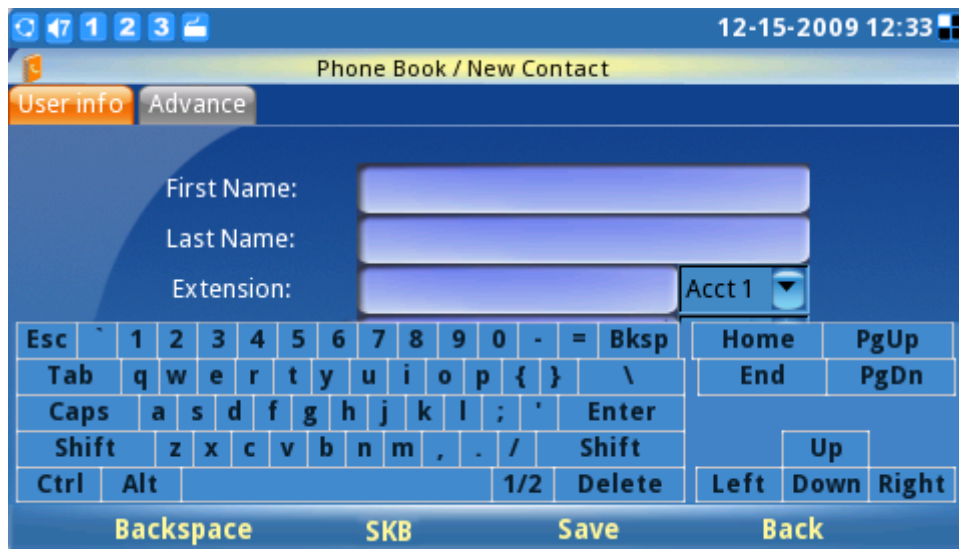 1 2 3 12-15-2009 12:33
Phone Book / New Contact
User info Advance
First Name:
Last Name:
Extension: Acct 1
Esc ` 1 2 3 4 5 6 7 8 9 0 - = Bksp Home PgUp
Tab q w e r t y u i o p { } \ End PgDn
Caps a s d f g h j k l ; ' Enter
Shift z x c v b n m , . / Shift Up
Ctrl Alt 1/2 Delete Left Down Right
Backspace SKB Save Back